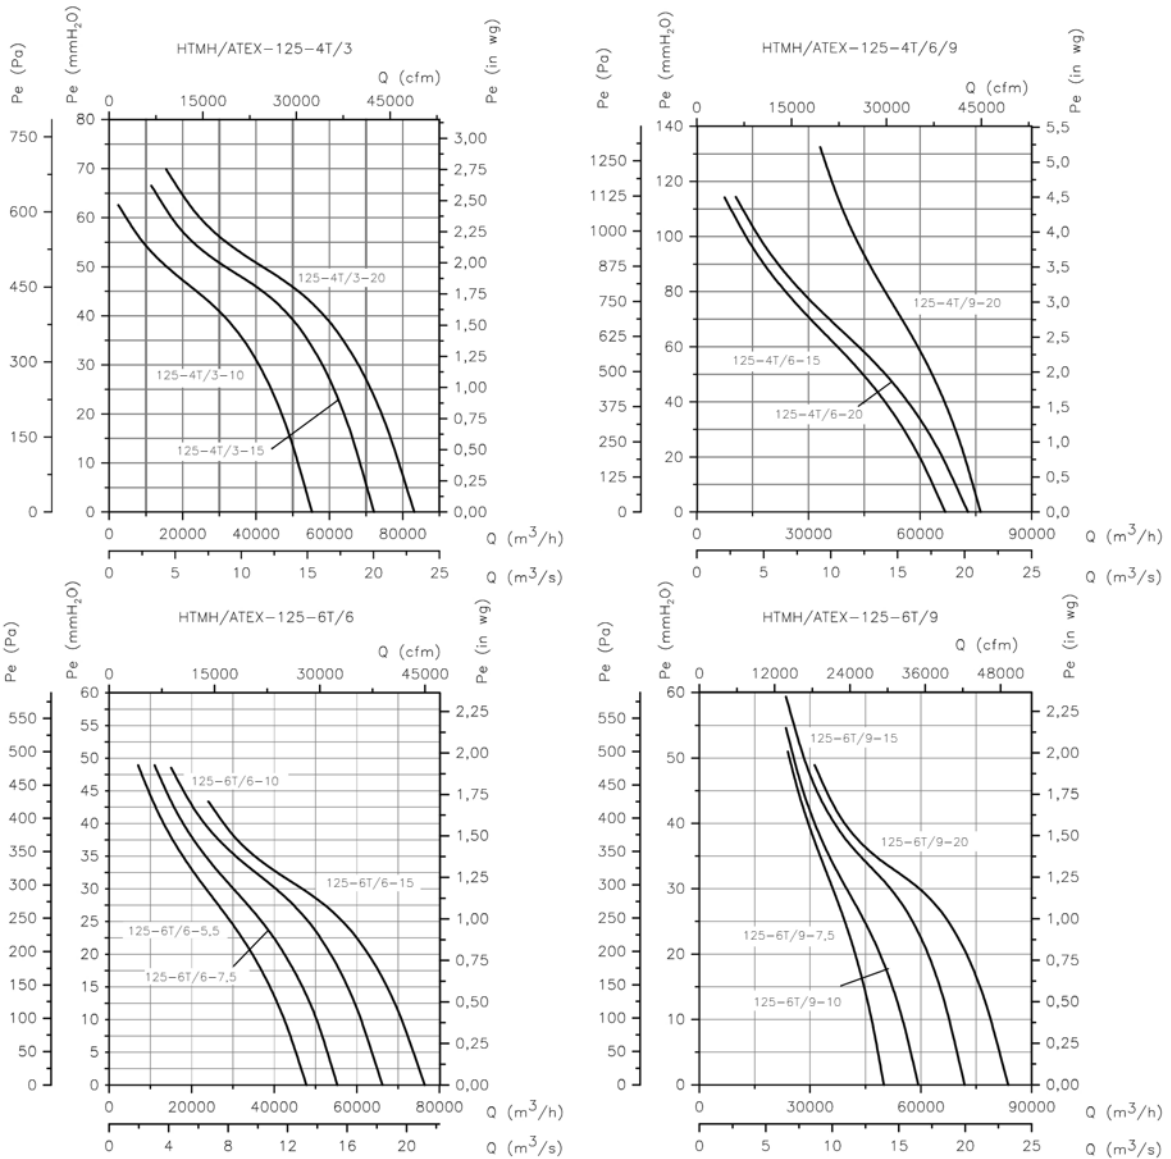 HTMH/ATEX-125-4T/3
Pe (Pa)
Pe (mmH₂O)
Pe (in wg)
Q (cfm)
0 15000 30000 45000
750
600
450
300
150
0
80
70
60
50
40
30
20
10
0
3,00
2,75
2,50
2,25
2,00
1,75
1,50
1,25
1,00
0,75
0,50
0,25
0,00
125-4T/3-20
125-4T/3-10
125-4T/3-15
0 20000 40000 60000 80000 Q (m³/h)
0 5 10 15 20 25 Q (m³/s)
HTMH/ATEX-125-4T/6/9
Pe (Pa)
Pe (mmH₂O)
Pe (in wg)
Q (cfm)
0 15000 30000 45000
1250
1125
1000
875
750
625
500
375
250
125
0
140
120
100
80
60
40
20
0
5,5
5,0
4,5
4,0
3,5
3,0
2,5
2,0
1,5
1,0
0,5
0,0
125-4T/9-20
125-4T/6-15
125-4T/6-20
0 30000 60000 90000 Q (m³/h)
0 5 10 15 20 25 Q (m³/s)
HTMH/ATEX-125-6T/6
Pe (Pa)
Pe (mmH₂O)
Pe (in wg)
Q (cfm)
0 15000 30000 45000
550
500
450
400
350
300
250
200
150
100
50
0
60
55
50
45
40
35
30
25
20
15
10
5
0
2,25
2,00
1,75
1,50
1,25
1,00
0,75
0,50
0,25
0,00
125-6T/6-10
125-6T/6-15
125-6T/6-5.5
125-6T/6-7.5
0 20000 40000 60000 80000 Q (m³/h)
0 4 8 12 16 20 Q (m³/s)
HTMH/ATEX-125-6T/9
Pe (Pa)
Pe (mmH₂O)
Pe (in wg)
Q (cfm)
0 12000 24000 36000 48000
550
500
450
400
350
300
250
200
150
100
50
0
60
50
40
30
20
10
0
2,25
2,00
1,75
1,50
1,25
1,00
0,75
0,50
0,25
0,00
125-6T/9-15
125-6T/9-20
125-6T/9-7.5
125-6T/9-10
0 30000 60000 90000 Q (m³/h)
0 5 10 15 20 25 Q (m³/s)